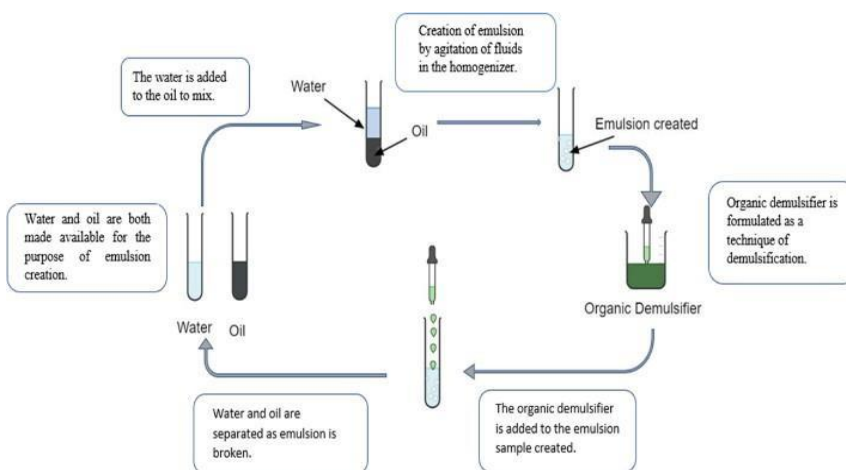 Creation of emulsion
by agitation of fluids
in the homogenizer.
The water is added
to the oil to mix.
Water
Oil
Emulsion created
Organic demulsifier is
formulated as a
technique of
demulsification.
Water and oil are both
made available for the
purpose of emulsion
creation.
Organic Demulsifier
Water
Oil
Water and oil are
separated as emulsion is
broken.
The organic demulsifier
is added to the emulsion
sample created.